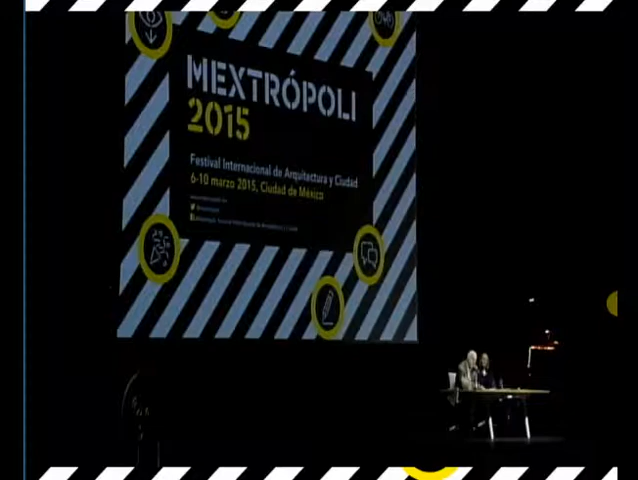 MEXTRÓPOLI
2015
Festival Internacional de Arquitectura y Ciudad
6-10 marzo 2015, Ciudad de México